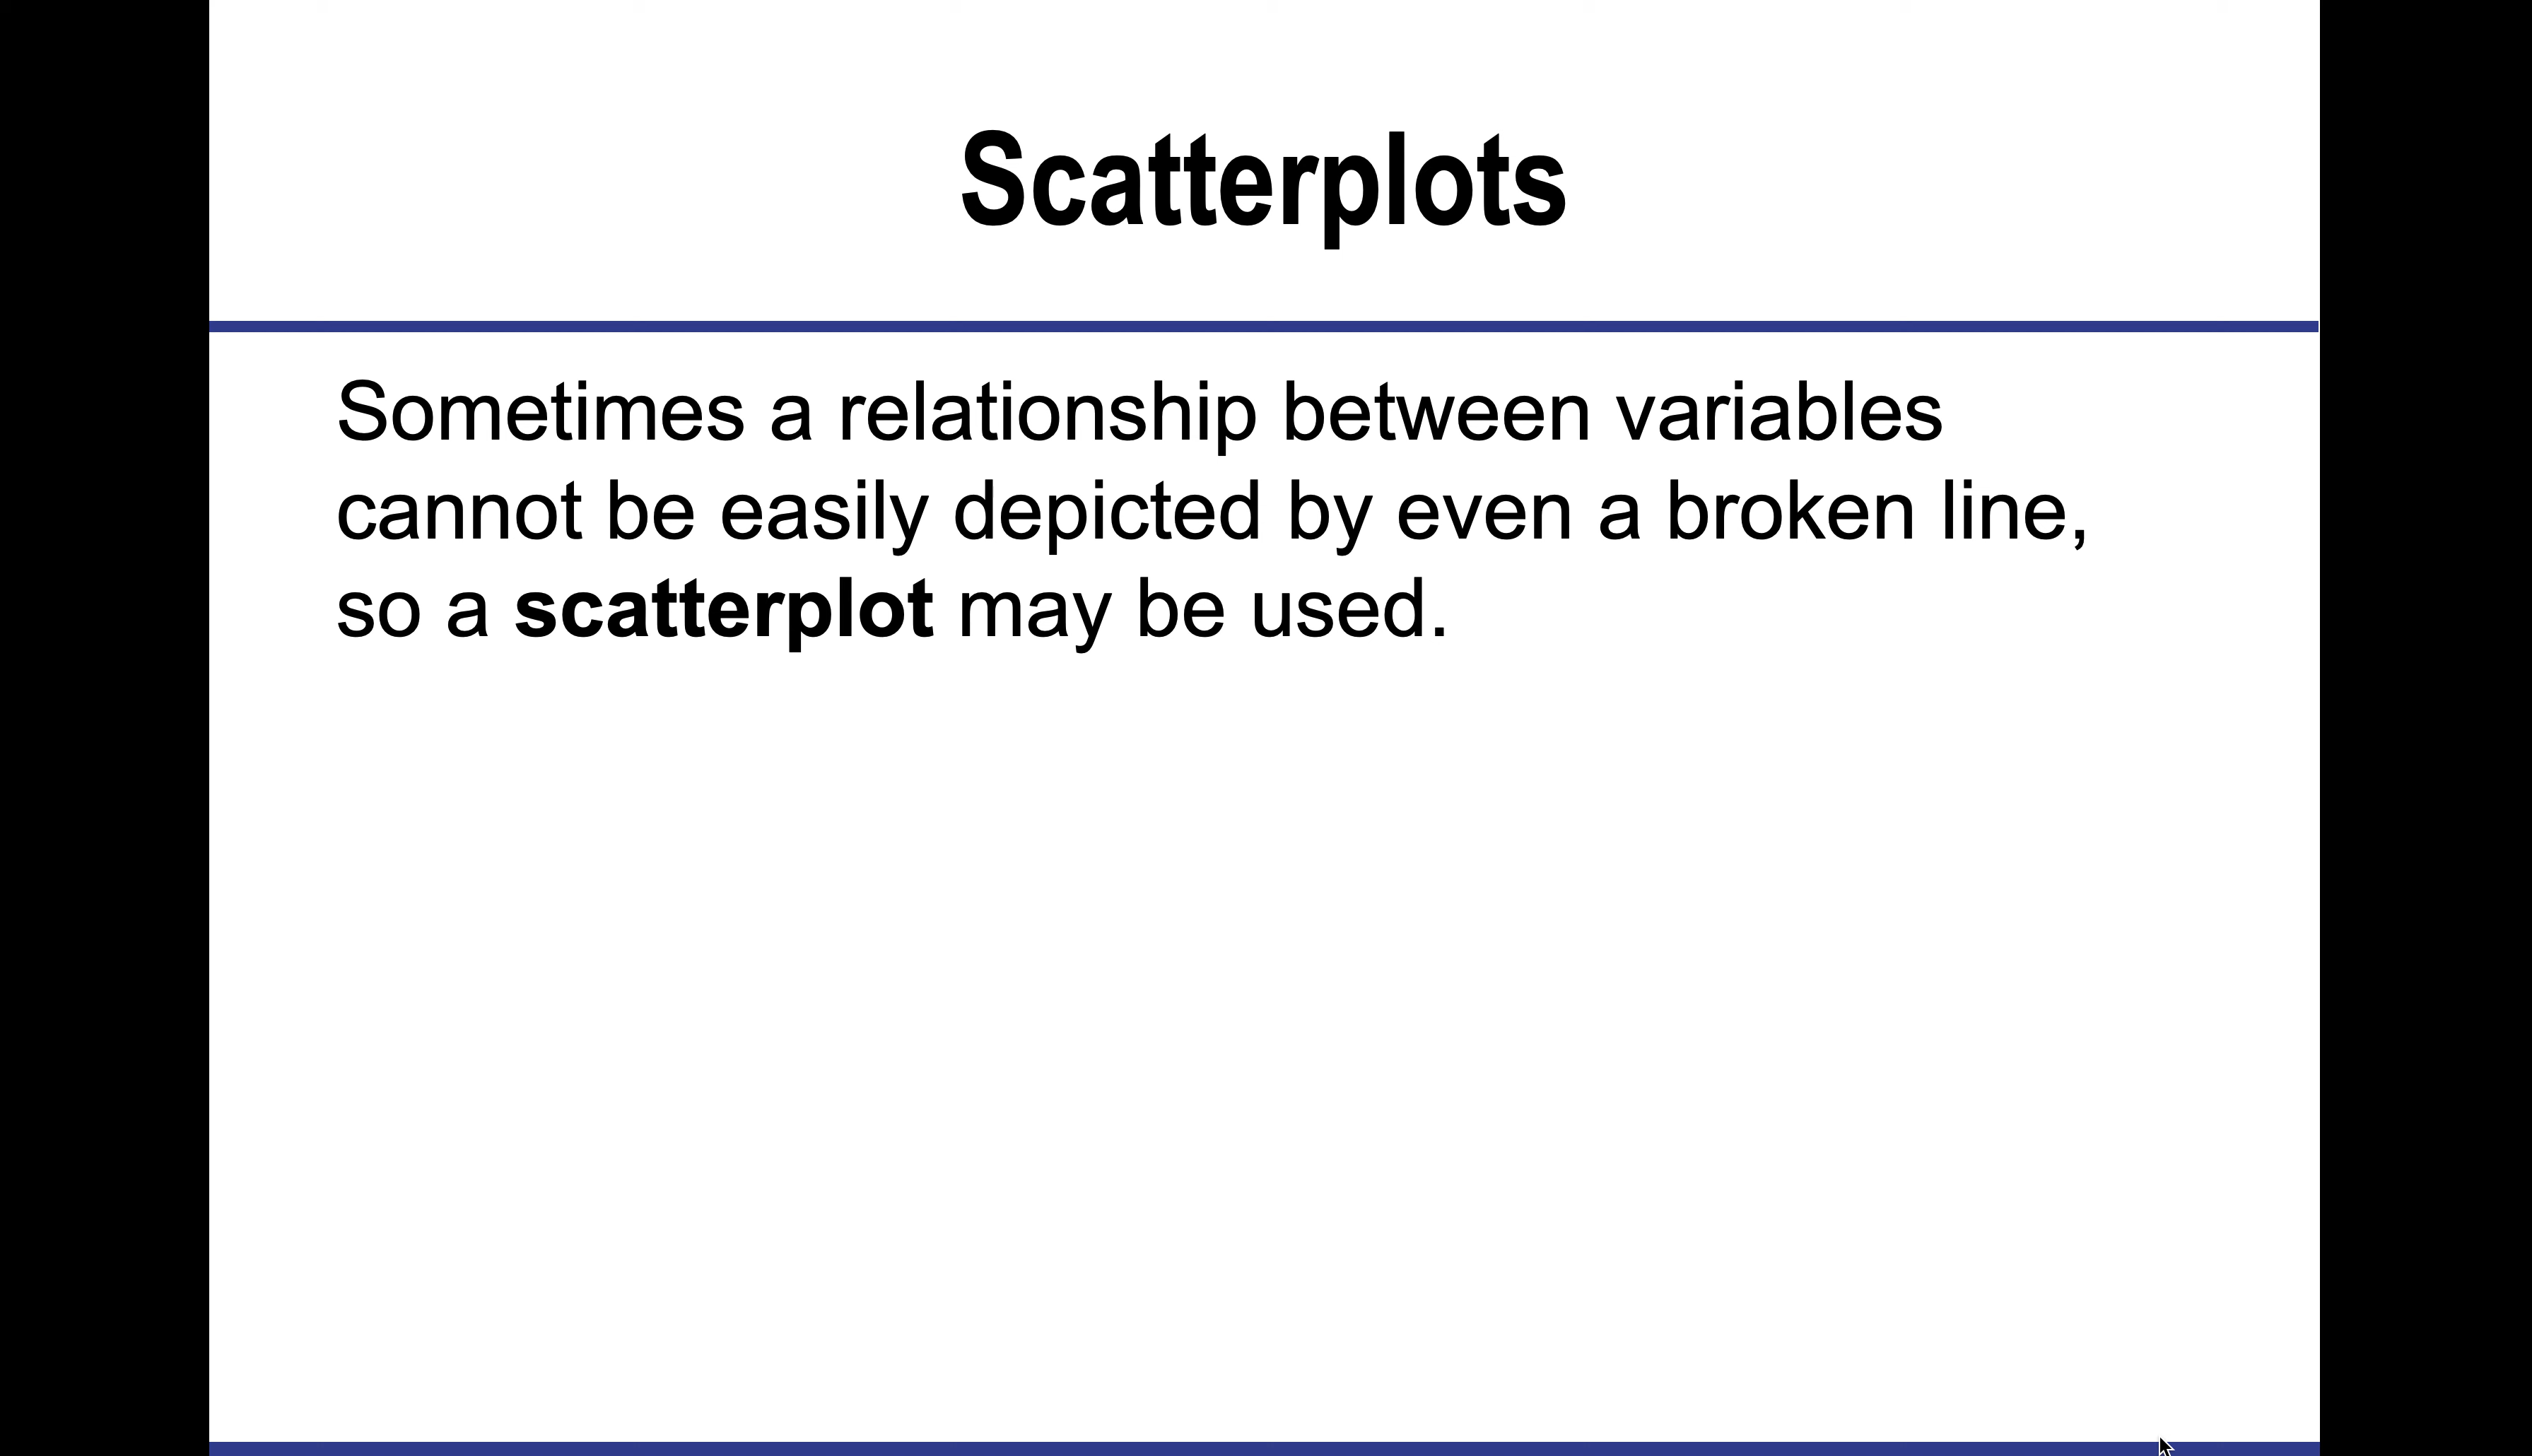 Scatterplots
Sometimes a relationship between variables
cannot be easily depicted by even a broken line,
so a scatterplot may be used.